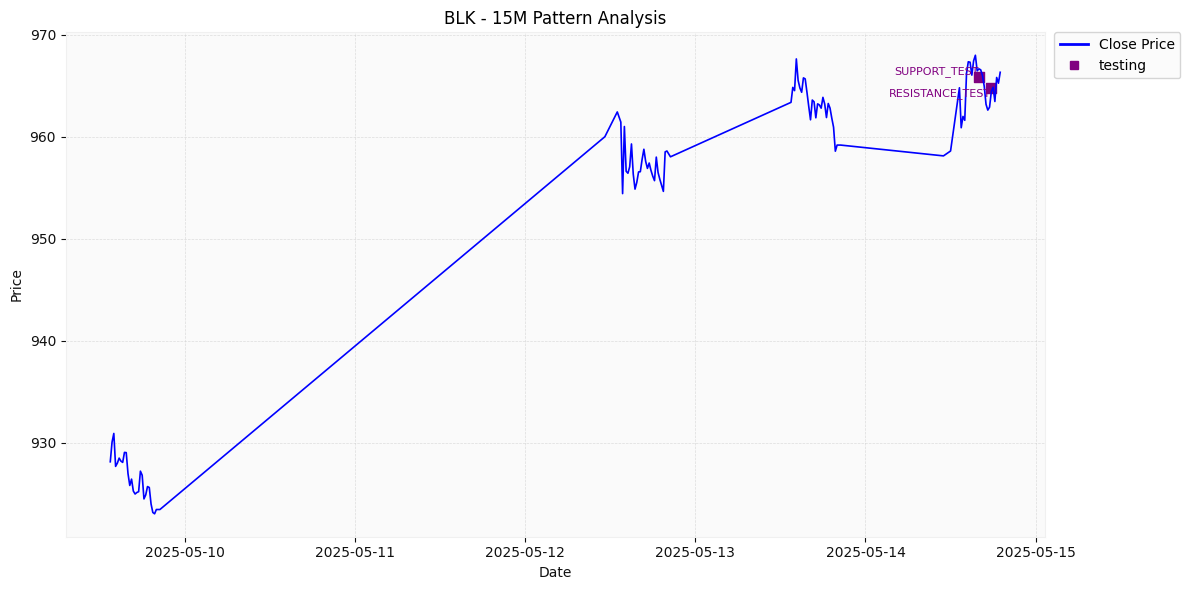 BLK - 15M Pattern Analysis
970
960
950
940
930
Price
SUPPORT_TEST
RESISTANCE_TEST
Close Price
testing
2025-05-10
2025-05-11
2025-05-12
2025-05-13
2025-05-14
2025-05-15
Date